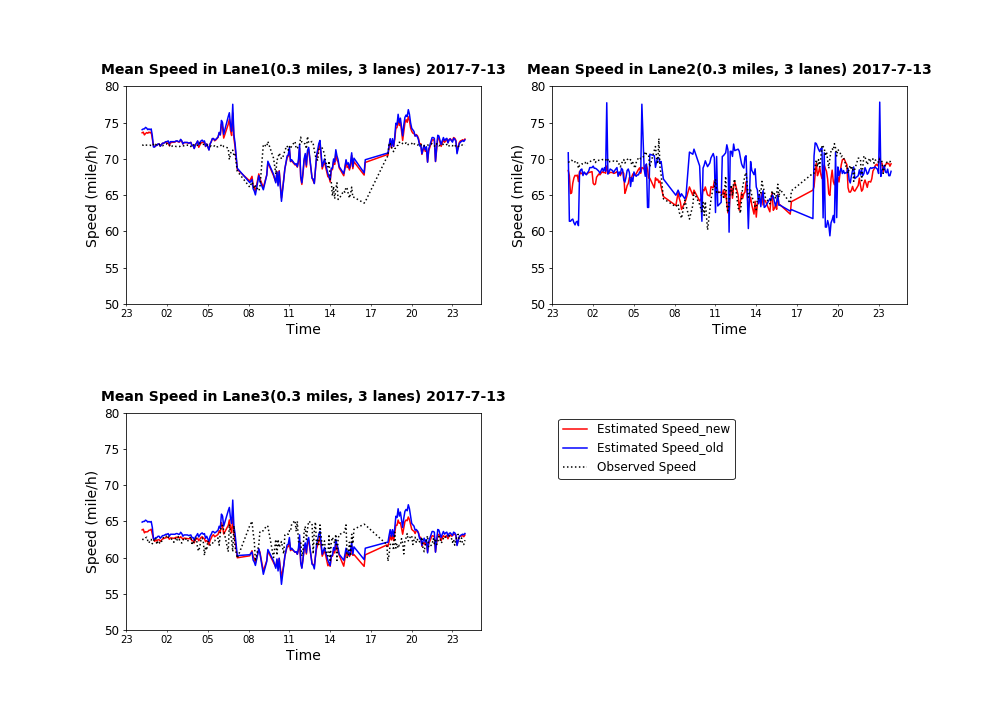 Mean Speed in Lane1(0.3 miles, 3 lanes) 2017-7-13
80
75
70
65
60
55
50
Speed (mile/h)
23 02 05 08 11 14 17 20 23
Time
Mean Speed in Lane2(0.3 miles, 3 lanes) 2017-7-13
80
75
70
65
60
55
50
Speed (mile/h)
23 02 05 08 11 14 17 20 23
Time
Mean Speed in Lane3(0.3 miles, 3 lanes) 2017-7-13
80
75
70
65
60
55
50
Speed (mile/h)
23 02 05 08 11 14 17 20 23
Time
Estimated Speed_new
Estimated Speed_old
Observed Speed